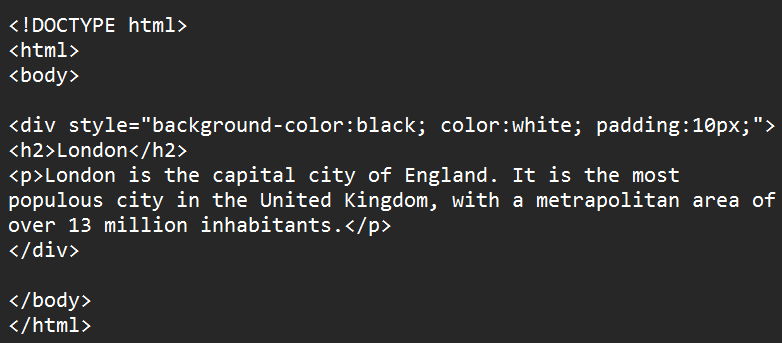 <!DOCTYPE html>
<html>
<body>
<div style="background-color:black; color:white; padding:10px;">
<h2>London</h2>
<p>London is the capital city of England. It is the most
populous city in the United Kingdom, with a metrapolitan area of
over 13 million inhabitants.</p>
</div>
</body>
</html>